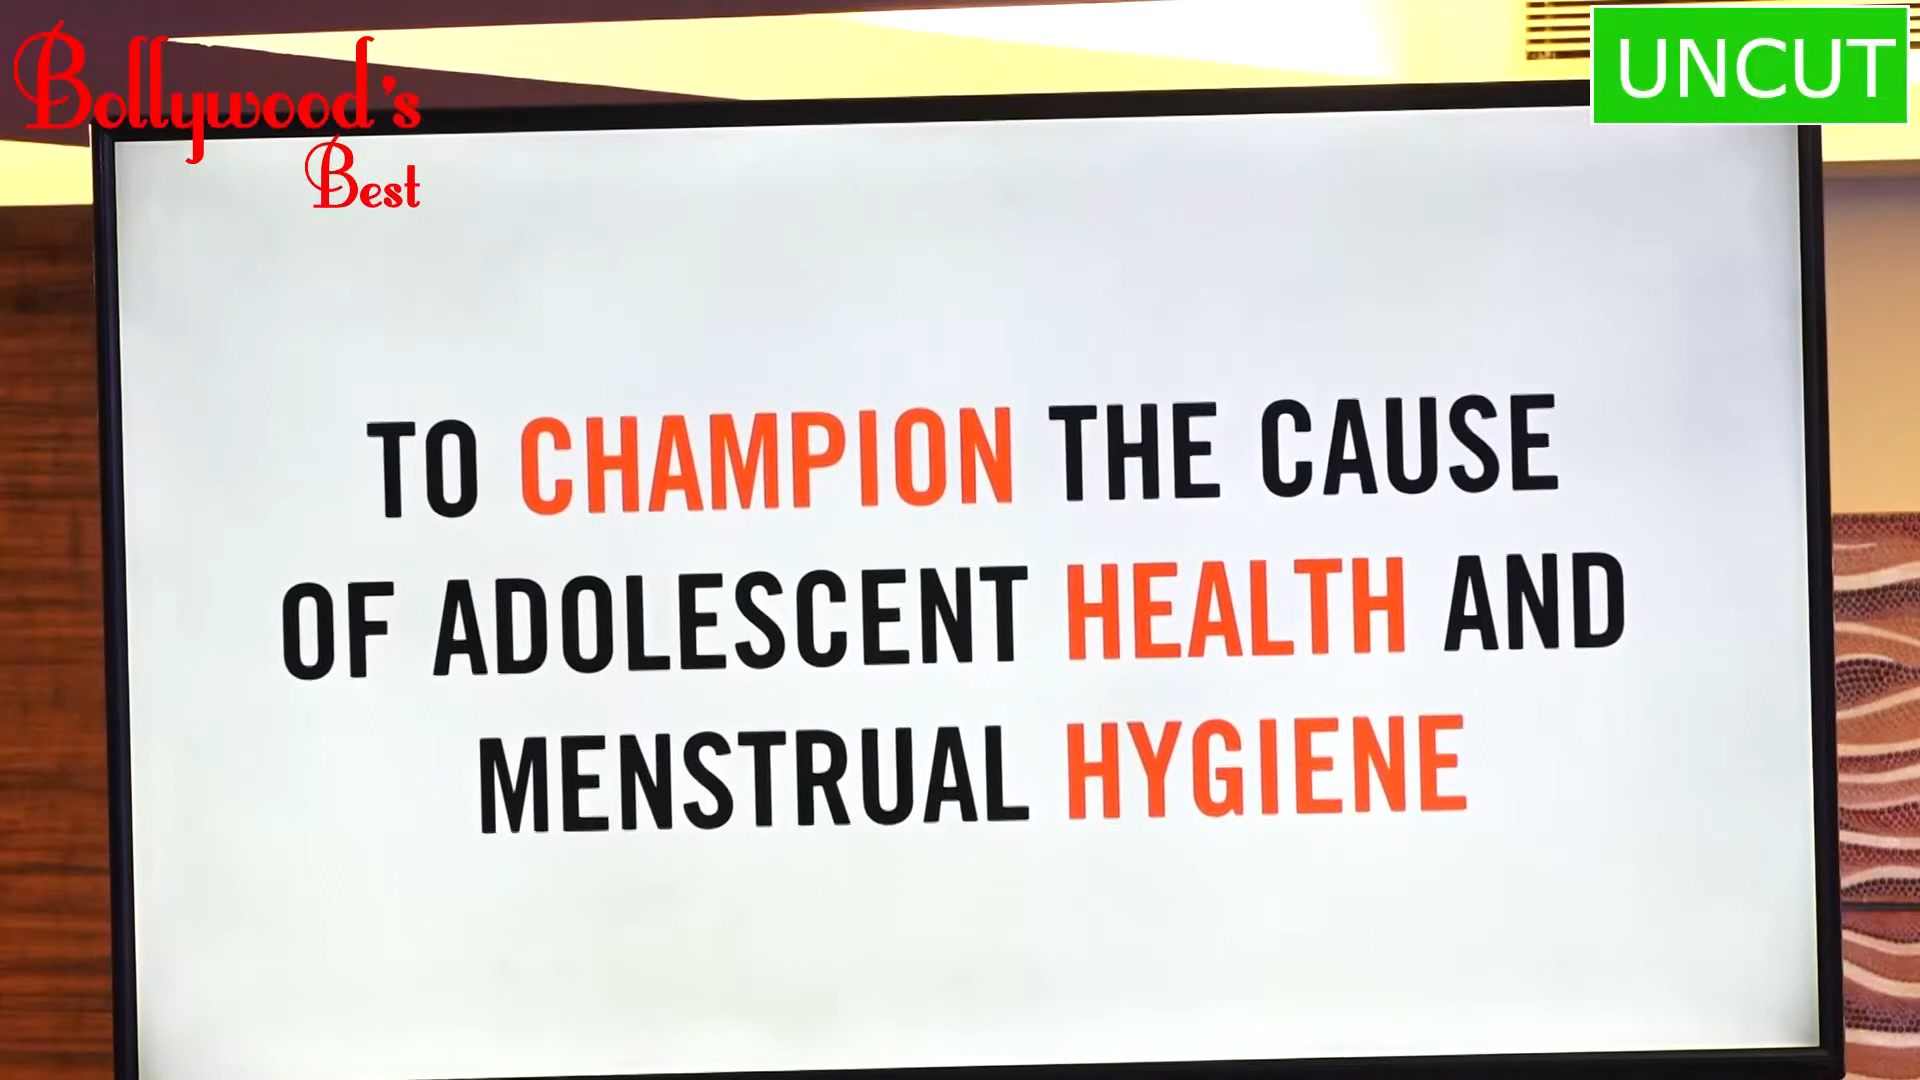 Bollywood's
Best
UNCUT
TO CHAMPION THE CAUSE
OF ADOLESCENT HEALTH AND
MENSTRUAL HYGIENE